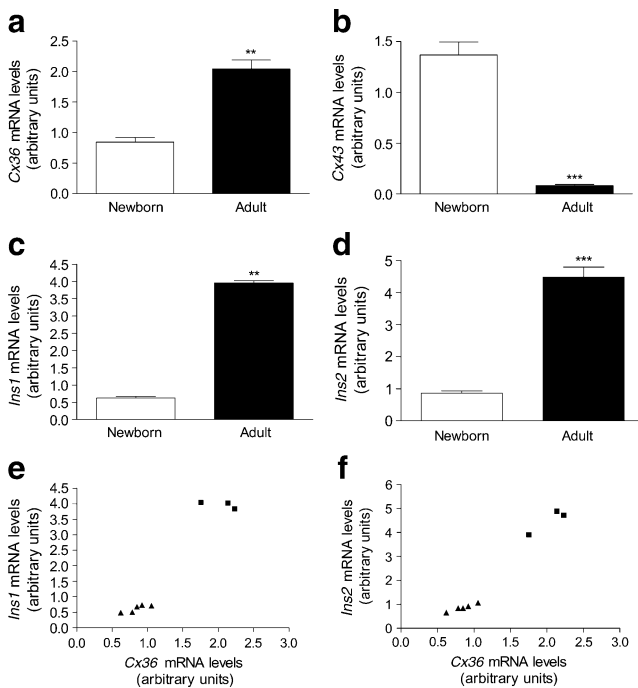 a
Cx36 mRNA levels
(arbitrary units)
2.5
2.0
1.5
1.0
0.5
0.0
**
Newborn
Adult
b
Cx43 mRNA levels
(arbitrary units)
1.5
1.0
0.5
0.0
***
Newborn
Adult
c
Ins1 mRNA levels
(arbitrary units)
4.5
4.0
3.5
3.0
2.5
2.0
1.5
1.0
0.5
0.0
**
Newborn
Adult
d
Ins2 mRNA levels
(arbitrary units)
5
4
3
2
1
0
***
Newborn
Adult
e
Ins1 mRNA levels
(arbitrary units)
4.5
4.0
3.5
3.0
2.5
2.0
1.5
1.0
0.5
0.0
0.0 0.5 1.0 1.5 2.0 2.5 3.0
Cx36 mRNA levels
(arbitrary units)
f
Ins2 mRNA levels
(arbitrary units)
6
5
4
3
2
1
0
0.0 0.5 1.0 1.5 2.0 2.5 3.0
Cx36 mRNA levels
(arbitrary units)